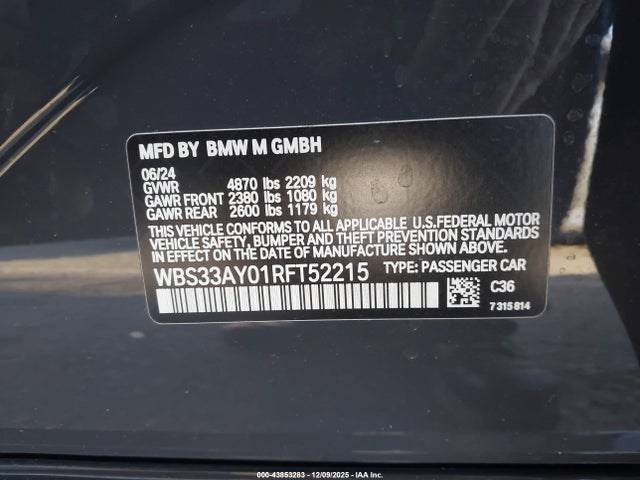 MFD BY BMW M GMBH
06/24
GVWR 4870 lbs 2209 kg
GAWR FRONT 2380 lbs 1080 kg
GAWR REAR 2600 lbs 1179 kg
THIS VEHICLE CONFORMS TO ALL APPLICABLE U.S.FEDERAL MOTOR
VEHICLE SAFETY, BUMPER AND THEFT PREVENTION STANDARDS
IN EFFECT ON THE DATE OF MANUFACTURE SHOWN ABOVE.
WBS33AY01RFT52215 TYPE: PASSENGER CAR
C36
7315814
000-43853283 - 12/09/2025 - IAA Inc.